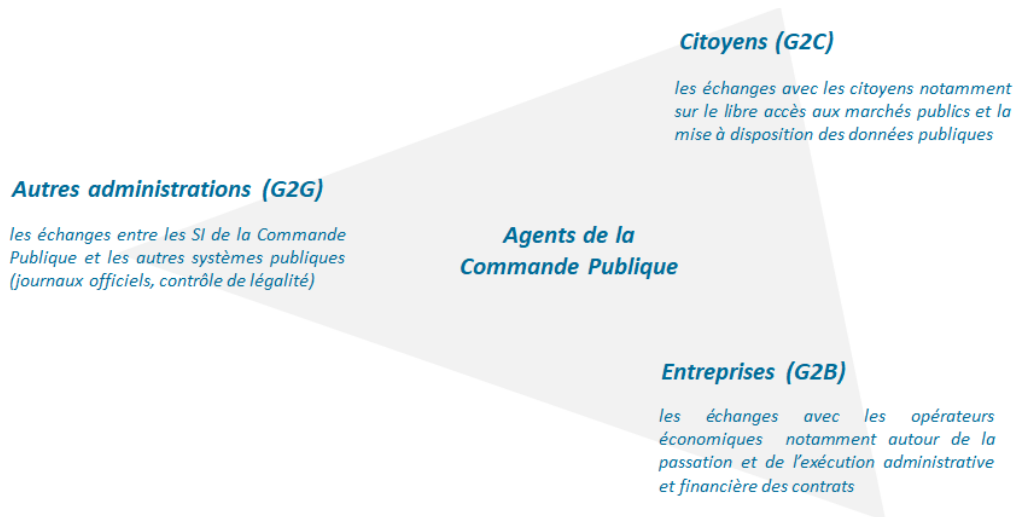 Citoyens (G2C)
les échanges avec les citoyens notamment
sur le libre accès aux marchés publics et la
mise à disposition des données publiques
Autres administrations (G2G)
les échanges entre les SI de la Commande
Publique et les autres systèmes publiques
(journaux officiels, contrôle de légalité)
Agents de la
Commande Publique
Entreprises (G2B)
les échanges avec les opérateurs
économiques notamment autour de la
passation et de l’exécution administrative
et financière des contrats